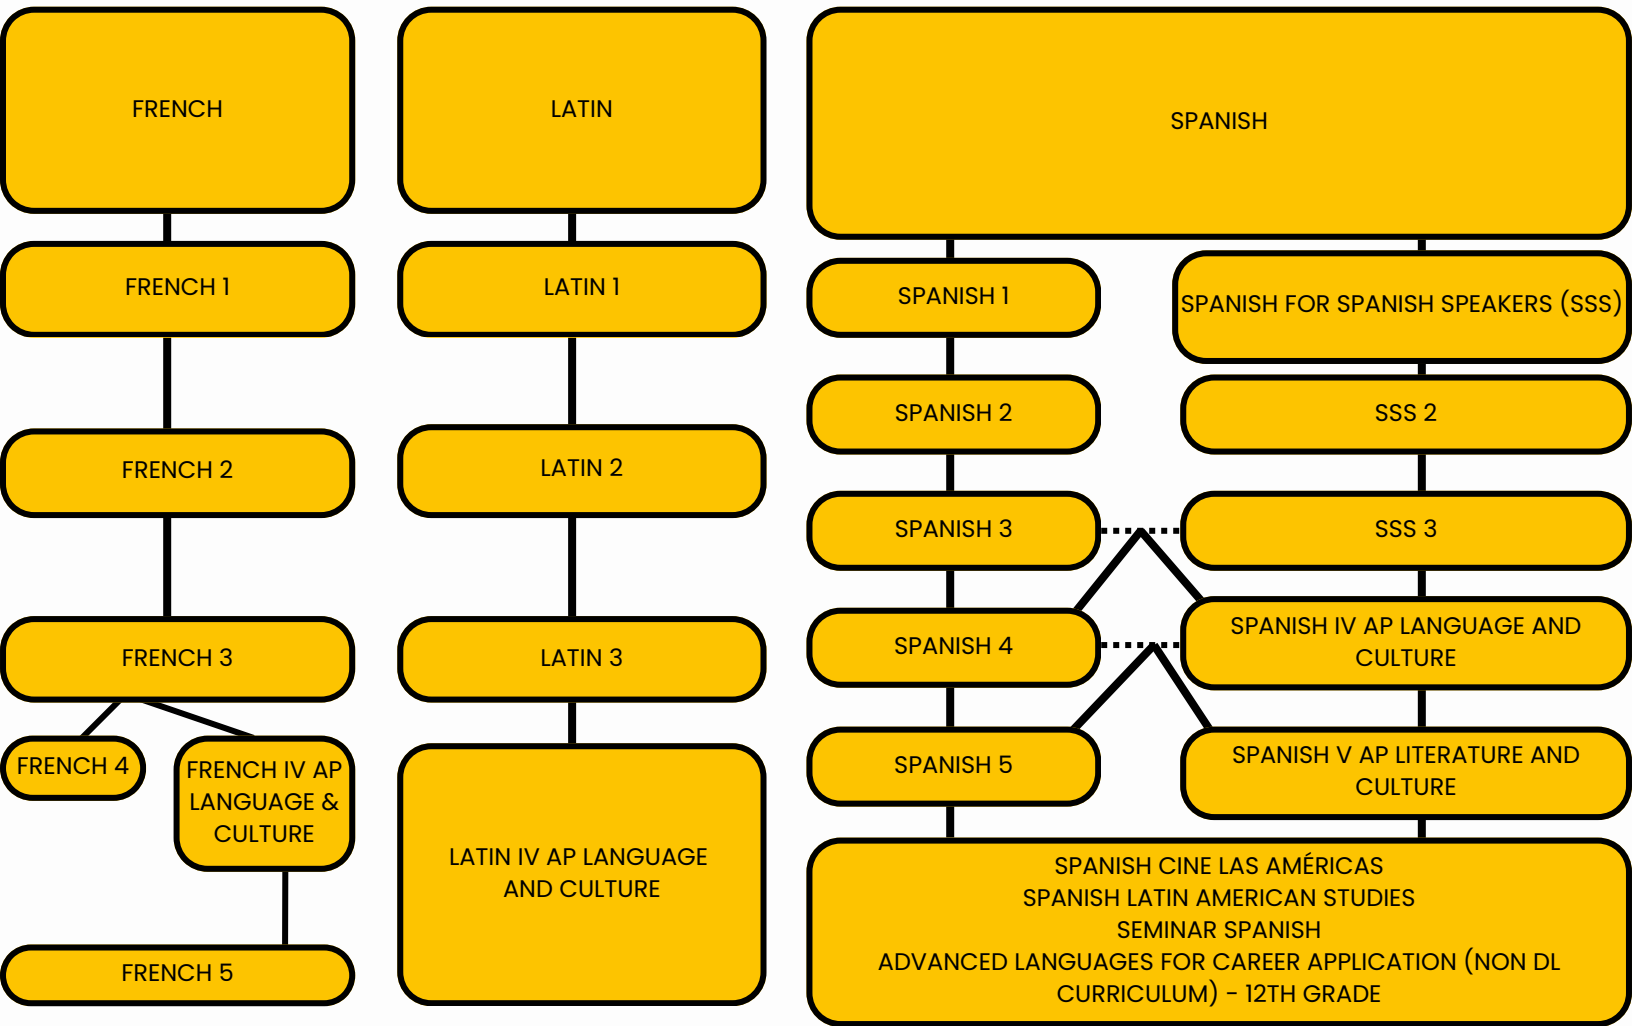 FRENCH
FRENCH 1
FRENCH 2
FRENCH 3
FRENCH 4
FRENCH IV AP
LANGUAGE &
CULTURE
FRENCH 5
LATIN
LATIN 1
LATIN 2
LATIN 3
LATIN IV AP LANGUAGE
AND CULTURE
SPANISH
SPANISH 1
SPANISH 2
SPANISH 3
SPANISH 4
SPANISH 5
SPANISH FOR SPANISH SPEAKERS (SSS)
SSS 2
SSS 3
SPANISH IV AP LANGUAGE AND
CULTURE
SPANISH V AP LITERATURE AND
CULTURE
SPANISH CINE LAS AMÉRICAS
SPANISH LATIN AMERICAN STUDIES
SEMINAR SPANISH
ADVANCED LANGUAGES FOR CAREER APPLICATION (NON DL
CURRICULUM) - 12TH GRADE